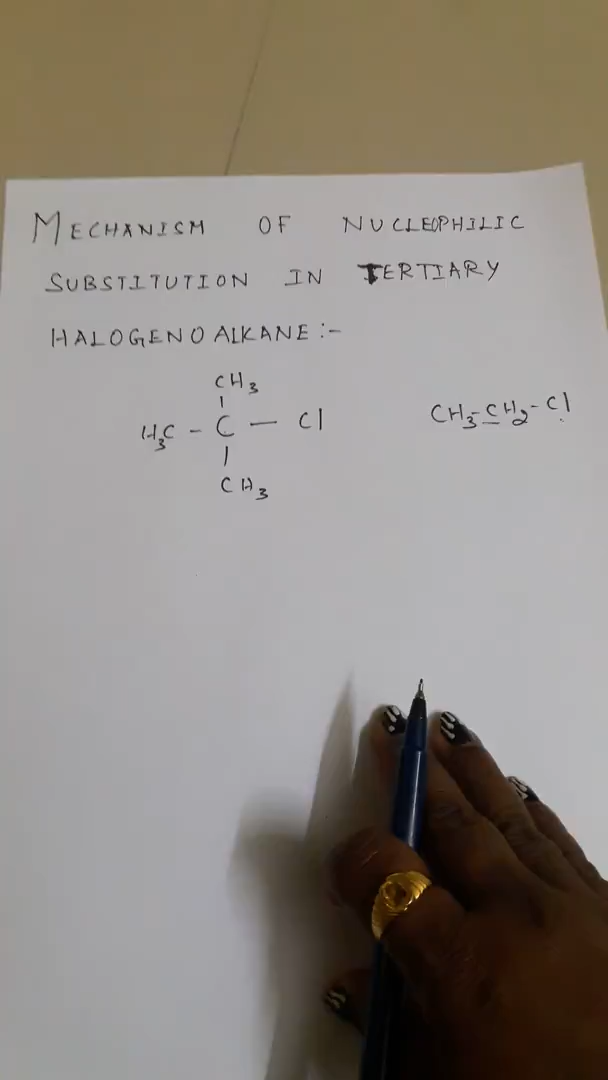 MECHANISM OF NUCLEOPHILIC
SUBSTITUTION IN TERTIARY
HALOGENOALKANE :-
CH3
H3C - C - Cl
CH3
CH3-CH2-Cl